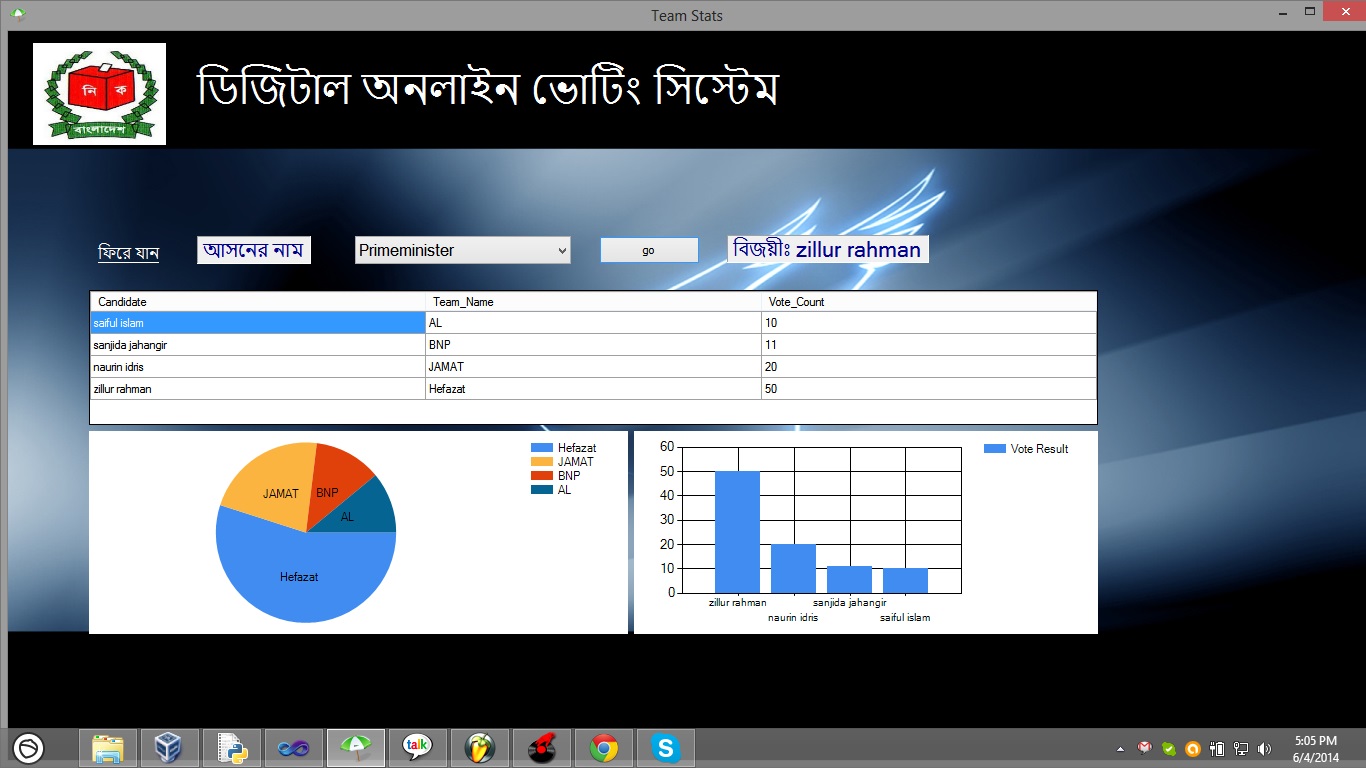 Team Stats
নি ক
বাংলাদেশ
ডিজিটাল অনলাইন ভোটিং সিস্টেম
ফিরে যান আসনের নাম Primeminister go বিজয়ীঃ zillur rahman
Candidate Team_Name Vote_Count
saiful islam AL 10
sanjida jahangir BNP 11
naurin idris JAMAT 20
zillur rahman Hefazat 50
JAMAT BNP
AL
Hefazat
Hefazat
JAMAT
BNP
AL
60
50
40
30
20
10
0
zillur rahman sanjida jahangir
naurin idris saiful islam
Vote Result
talk
5:05 PM
6/4/2014